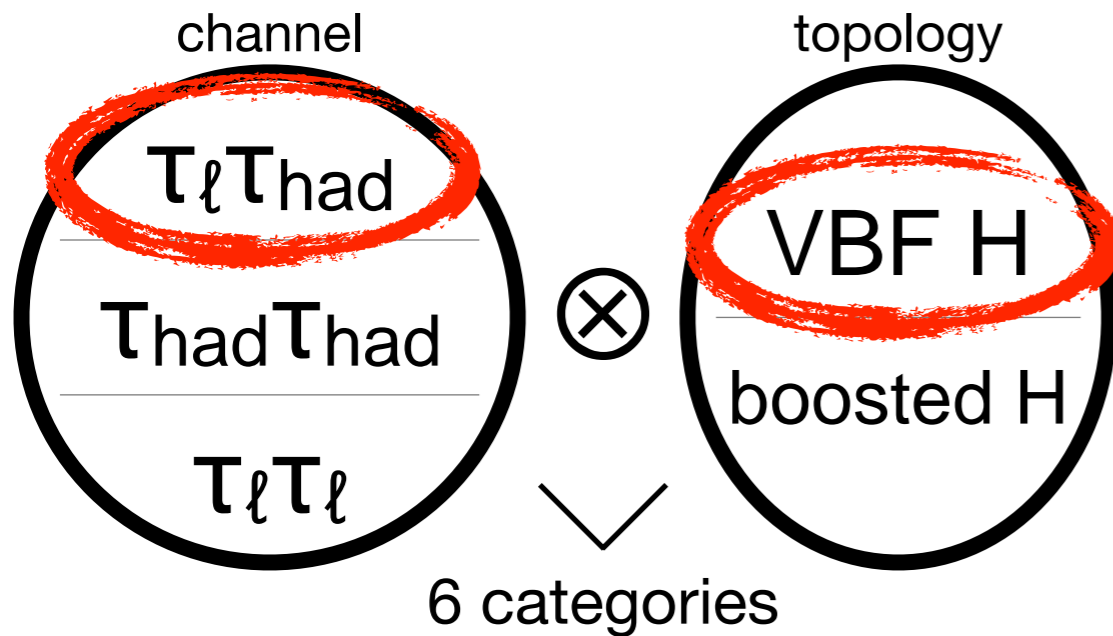 channel
τℓτhad
τhadτhad
τℓτℓ
⊗
topology
VBF H
boosted H
6 categories